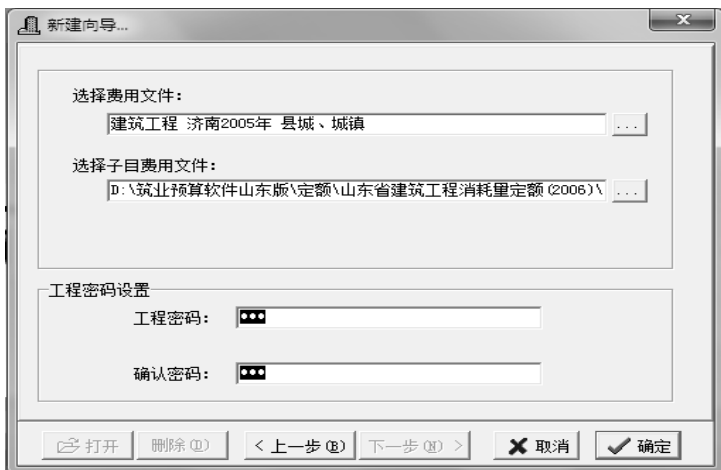 新建向导...
选择费用文件：
建筑工程 济南2005年 县城、城镇
...
选择子目费用文件：
D:\筑业预算软件山东版\定额\山东省建筑工程消耗量定额(2006)\
...
工程密码设置
工程密码：
●●●
确认密码：
●●●
打开 删除(D) < 上一步(B) 下一步(N) > 取消 确定